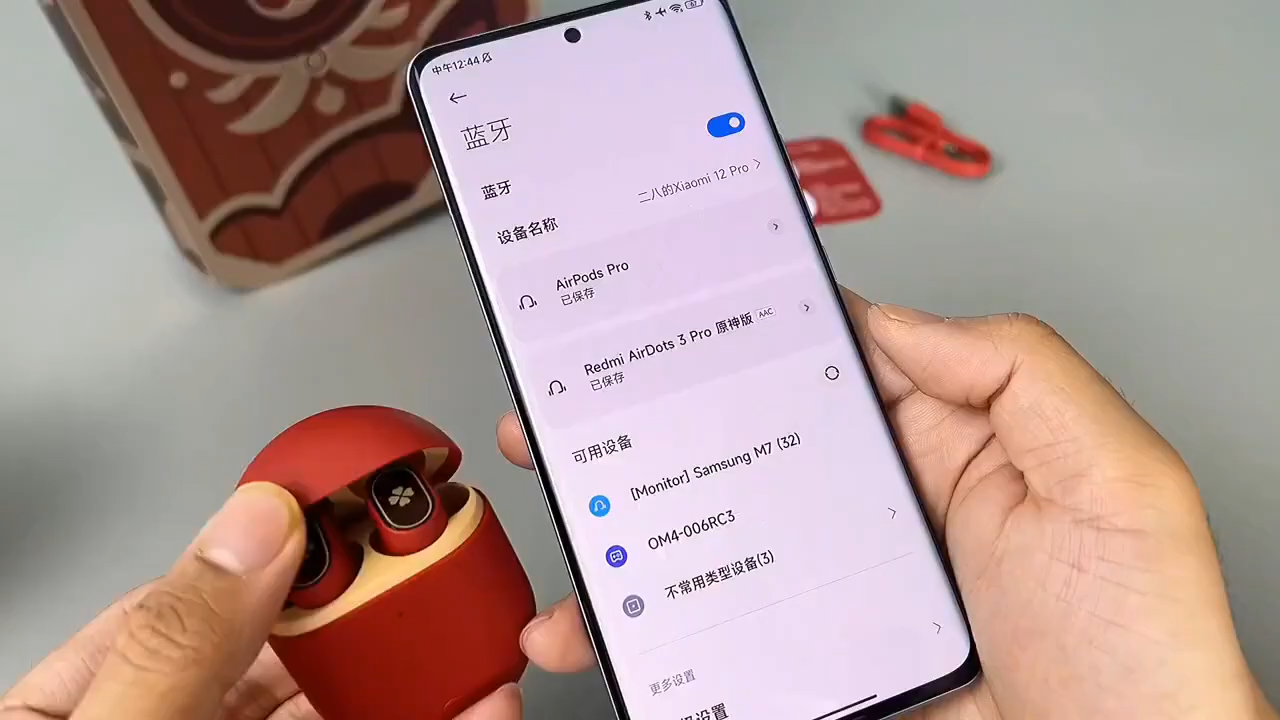 中午12:44
蓝牙
蓝牙
设备名称
二八的Xiaomi 12 Pro
AirPods Pro
已保存
Redmi AirDots 3 Pro 原神版 AAC
已保存
可用设备
[Monitor] Samsung M7 (32)
OM4-006RC3
不常用类型设备(3)
更多设置
设置